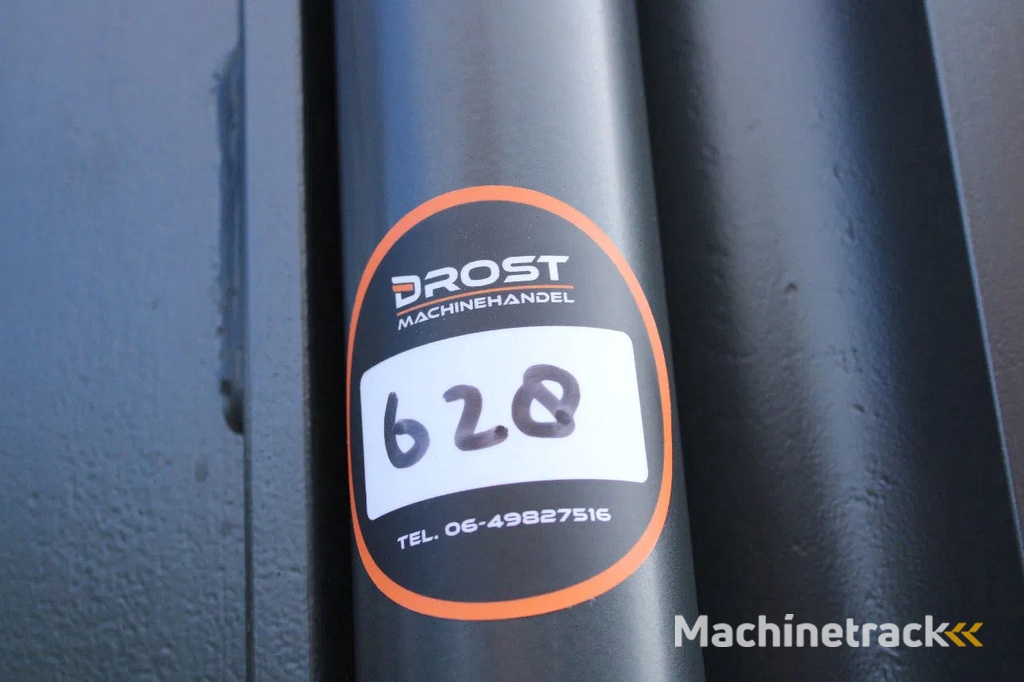 DROST
MACHINEHANDEL
620
TEL. 06-49827516
Machinetrack